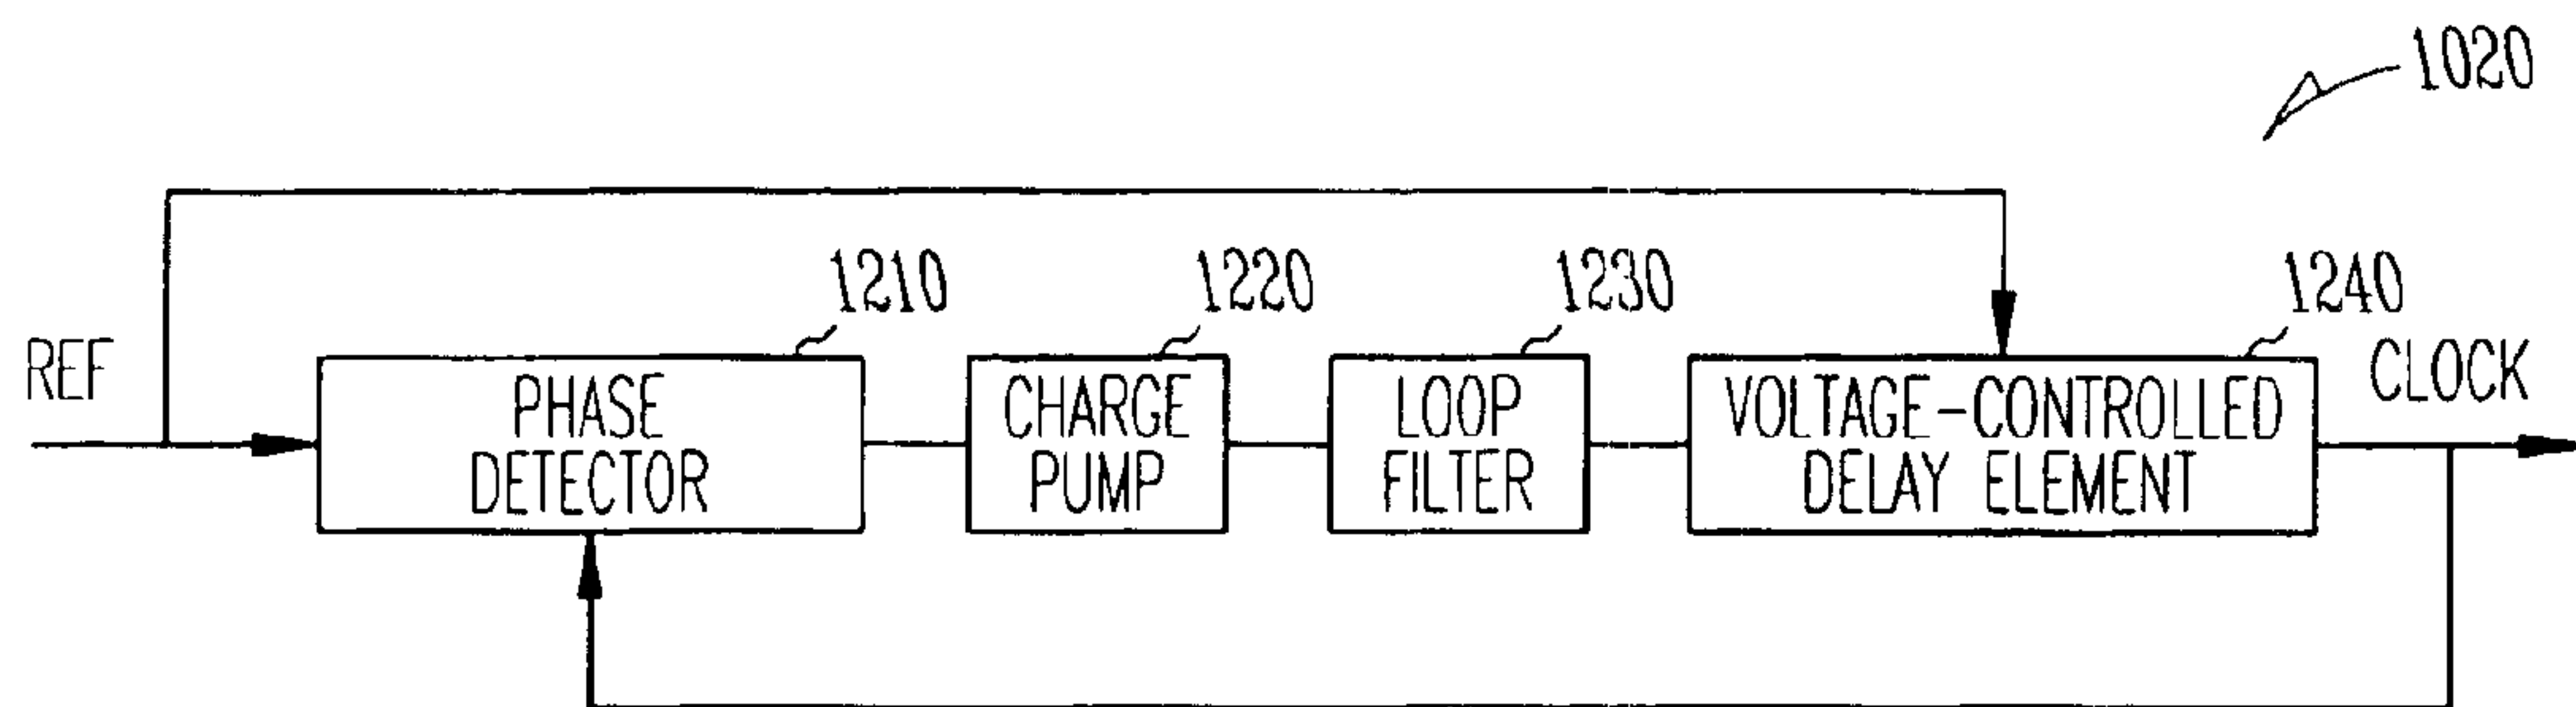 1020
1210
1220
1230
1240
REF
PHASE
DETECTOR
CHARGE
PUMP
LOOP
FILTER
VOLTAGE-CONTROLLED
DELAY ELEMENT
CLOCK